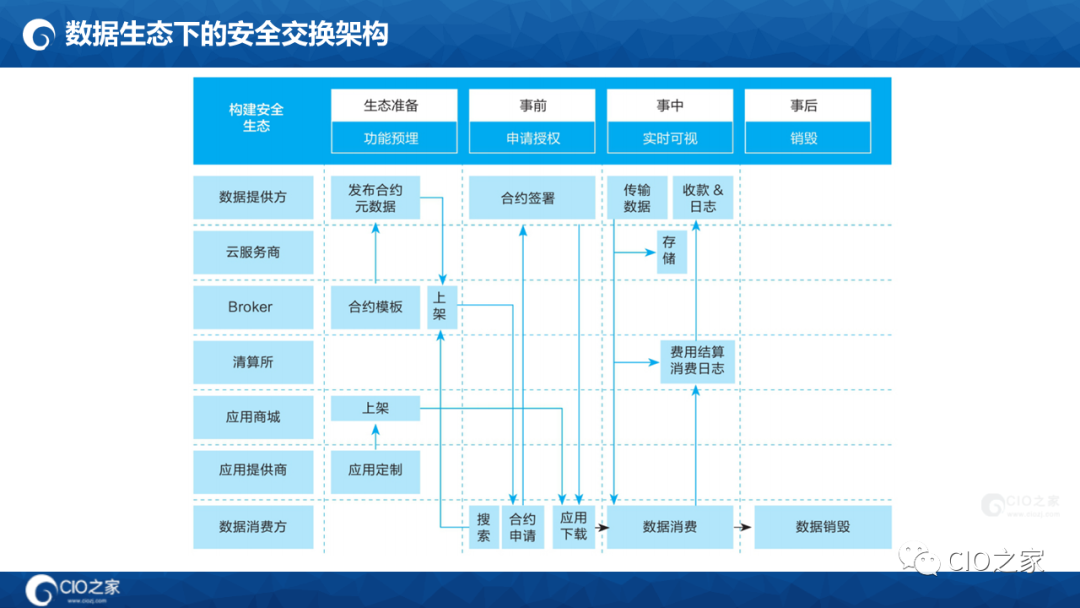 数据生态下的安全交换架构
构建安全
生态
生态准备
事前
事中
事后
功能预埋
申请授权
实时可视
销毁
数据提供方
发布合约
元数据
合约签署
传输
数据
收款 &
日志
云服务商
存
储
Broker
合约模板
上
架
清算所
费用结算
消费日志
应用商城
上架
应用提供商
应用定制
数据消费方
搜
索
合约
申请
应用
下载
数据消费
数据销毁
CIO之家
www.ciozj.com
CIO之家
CIO之家
www.ciozj.com